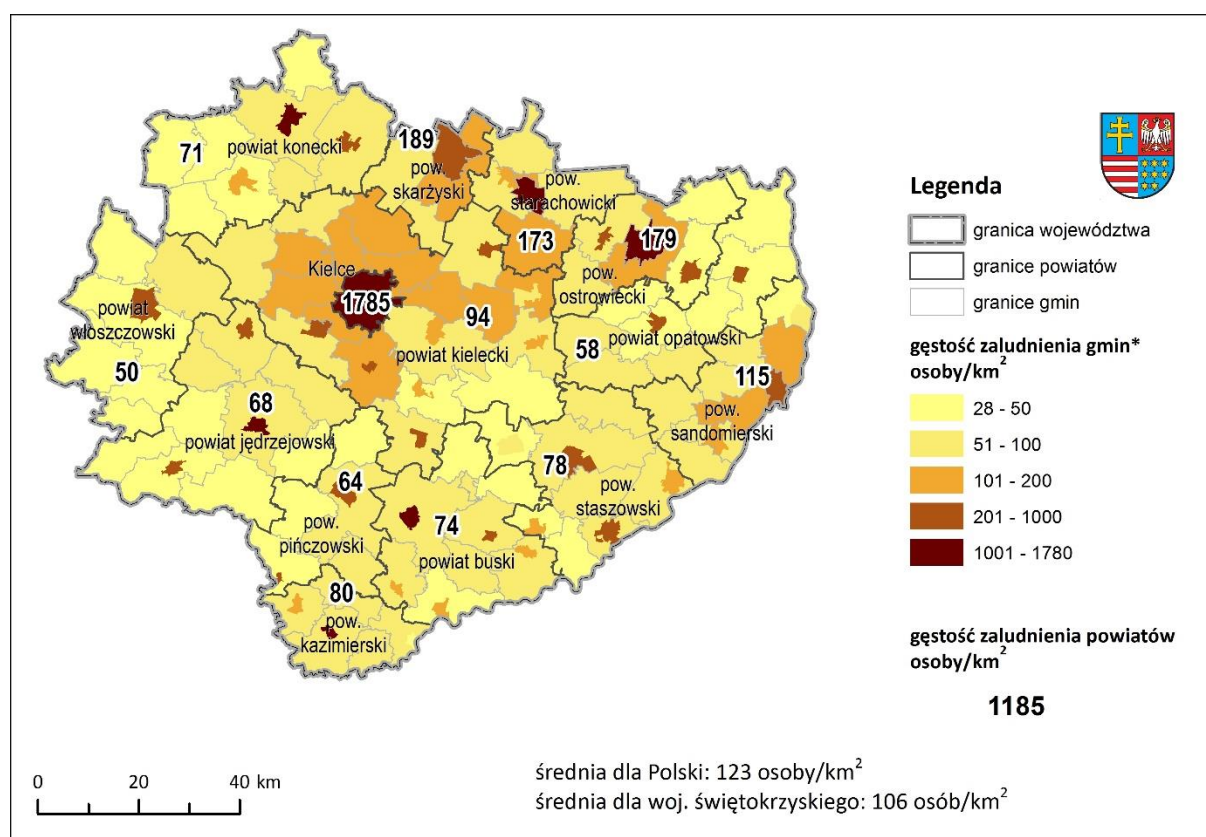 71
powiat konecki
189
pow.
skarżyski
pow.
starachowicki
173
179
pow.
ostrowiecki
Kielce
1785
94
powiat kielecki
powiat
włoszczowski
50
58
powiat opatowski
115
pow.
sandomierski
68
powiat jędrzejowski
64
pow.
pińczowski
78
pow.
staszowski
74
powiat buski
80
pow.
kazimierski
Legenda
granica województwa
granice powiatów
granice gmin
gęstość zaludnienia gmin*
osoby/km²
28 - 50
51 - 100
101 - 200
201 - 1000
1001 - 1780
gęstość zaludnienia powiatów
osoby/km²
1185
0 20 40 km
średnia dla Polski: 123 osoby/km²
średnia dla woj. świętokrzyskiego: 106 osób/km²